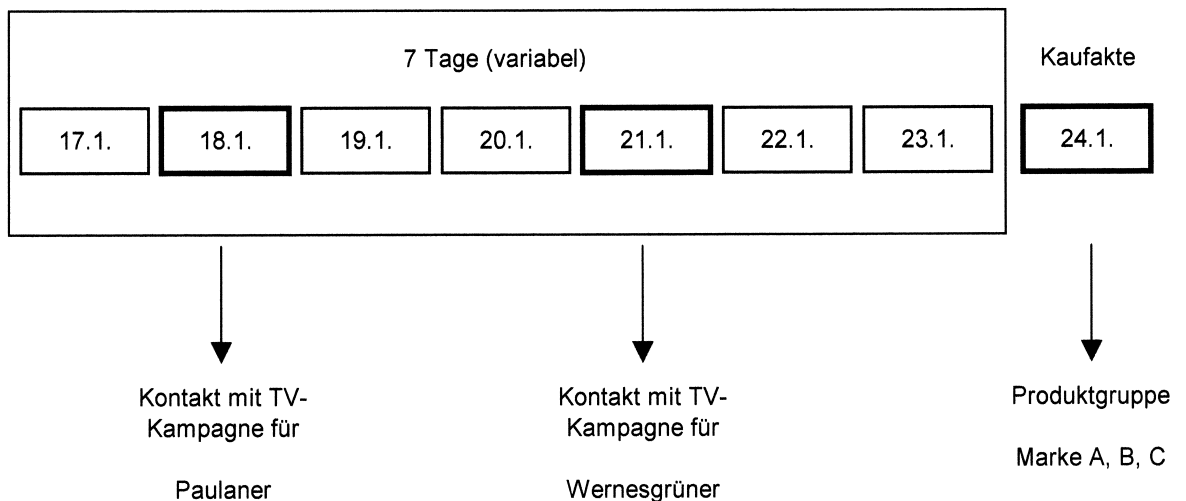 7 Tage (variabel)
Kaufakte
17.1.
18.1.
19.1.
20.1.
21.1.
22.1.
23.1.
24.1.
Kontakt mit TV-
Kampagne für
Paulaner
Kontakt mit TV-
Kampagne für
Wernesgrüner
Produktgruppe
Marke A, B, C